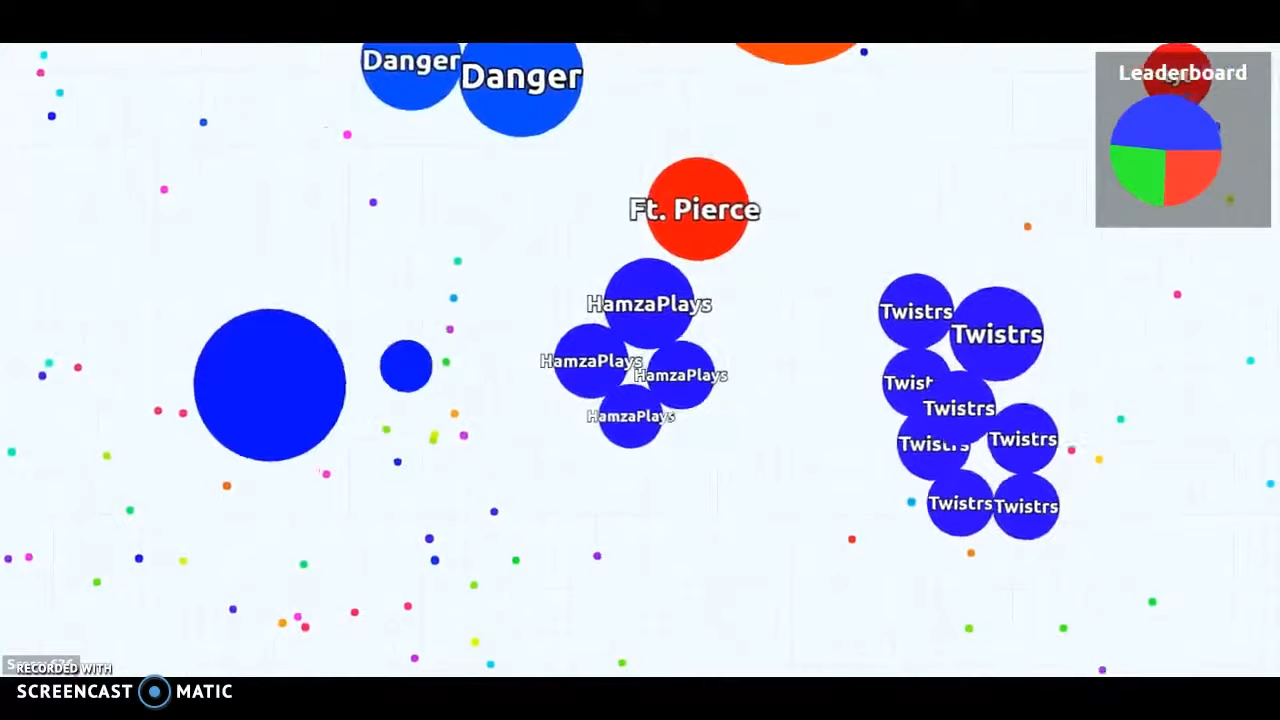 Danger
Danger
Leaderboard
Ft. Pierce
HamzaPlays
HamzaPlays
HamzaPlays
HamzaPlays
Twistrs
Twistrs
Twist
Twistrs
Twistrs
Twistrs
Twistrs
Twistrs
RECORDED WITH
SCREENCAST MATIC